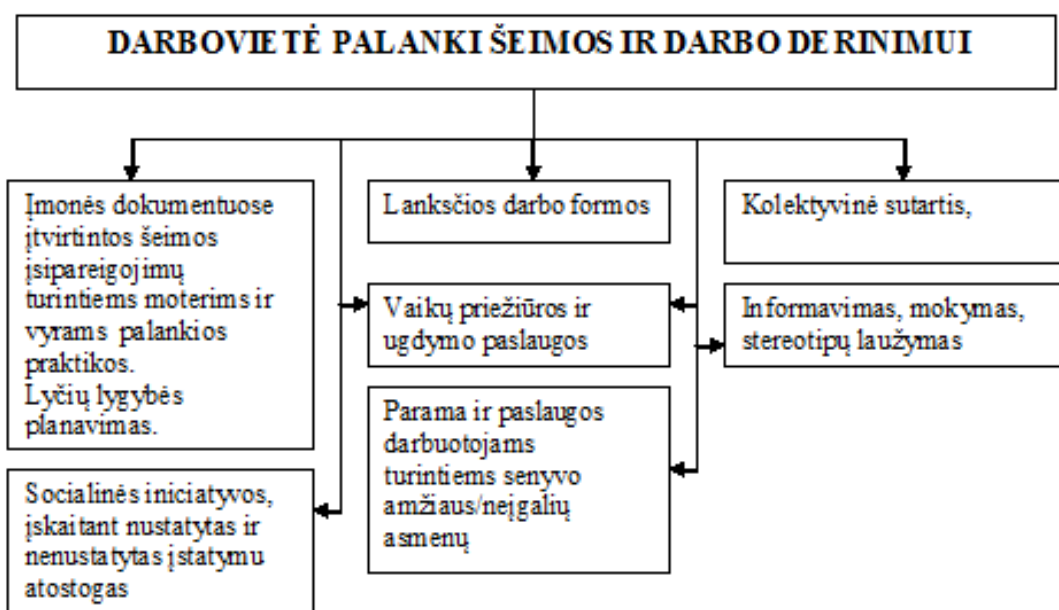 DARBOVIETĖ PALANKI ŠEIMOS IR DARBO DERINIMUI
Įmonės dokumentuose
įtvirtintos šeimos
įsipareigojimų
turintiems moterims ir
vyrams palankios
praktikos.
Lyčių lygybės
planavimas.
Socialinės iniciatyvos,
įskaitant nustatytas ir
nenustatytas įstatymu
atostogas
Lanksčios darbo formos
Vaikų priežiūros ir
ugdymo paslaugos
Parama ir paslaugos
darbuotojams
turintiems senyvo
amžiaus/neįgalių
asmenų
Kolektyvinė sutartis,
Informavimas, mokymas,
stereotipų laužymas